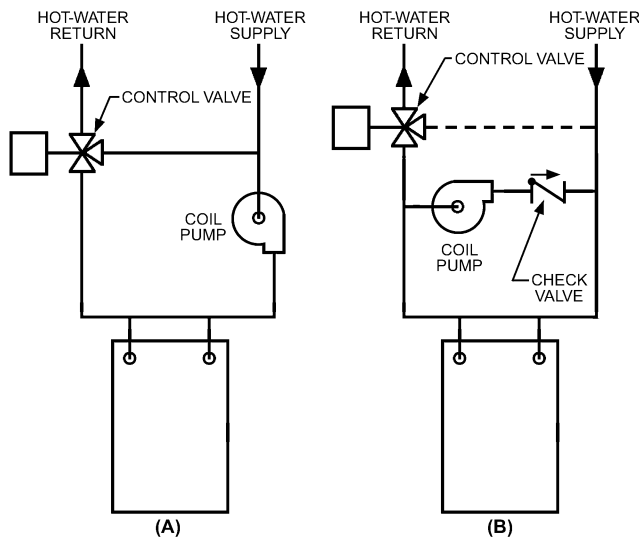 HOT-WATER
RETURN
HOT-WATER
SUPPLY
CONTROL VALVE
COIL
PUMP
(A)
HOT-WATER
RETURN
HOT-WATER
SUPPLY
CONTROL VALVE
COIL
PUMP
CHECK
VALVE
(B)